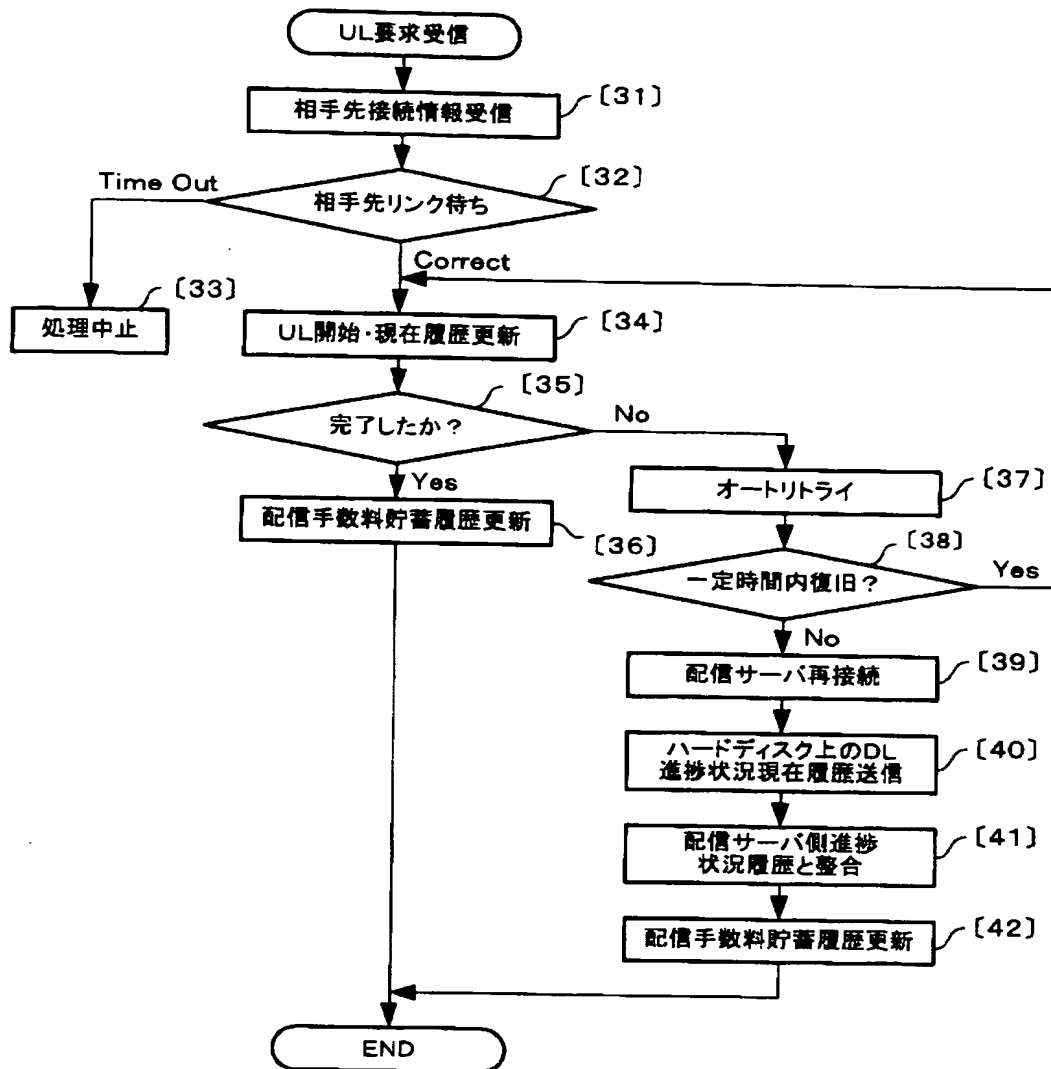 UL要求受信
相手先接続情報受信
〔31〕
Time Out
相手先リンク待ち
〔32〕
Correct
処理中止
〔33〕
UL開始・現在履歴更新
〔34〕
完了したか？
〔35〕
No
Yes
配信手数料貯蓄履歴更新
〔36〕
オートリトライ
〔37〕
一定時間内復旧？
〔38〕
Yes
No
配信サーバ再接続
〔39〕
ハードディスク上のDL
進捗状況現在履歴送信
〔40〕
配信サーバ側進捗
状況履歴と整合
〔41〕
配信手数料貯蓄履歴更新
〔42〕
END